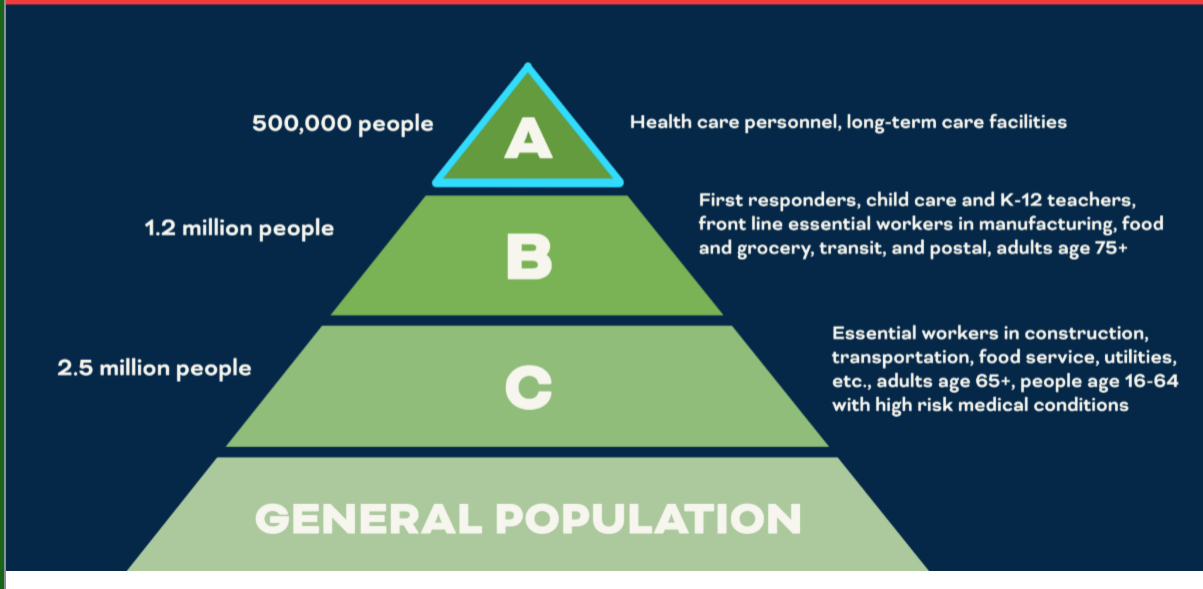 500,000 people
A
Health care personnel, long-term care facilities
1.2 million people
B
First responders, child care and K-12 teachers,
front line essential workers in manufacturing, food
and grocery, transit, and postal, adults age 75+
2.5 million people
C
Essential workers in construction,
transportation, food service, utilities,
etc., adults age 65+, people age 16-64
with high risk medical conditions
GENERAL POPULATION